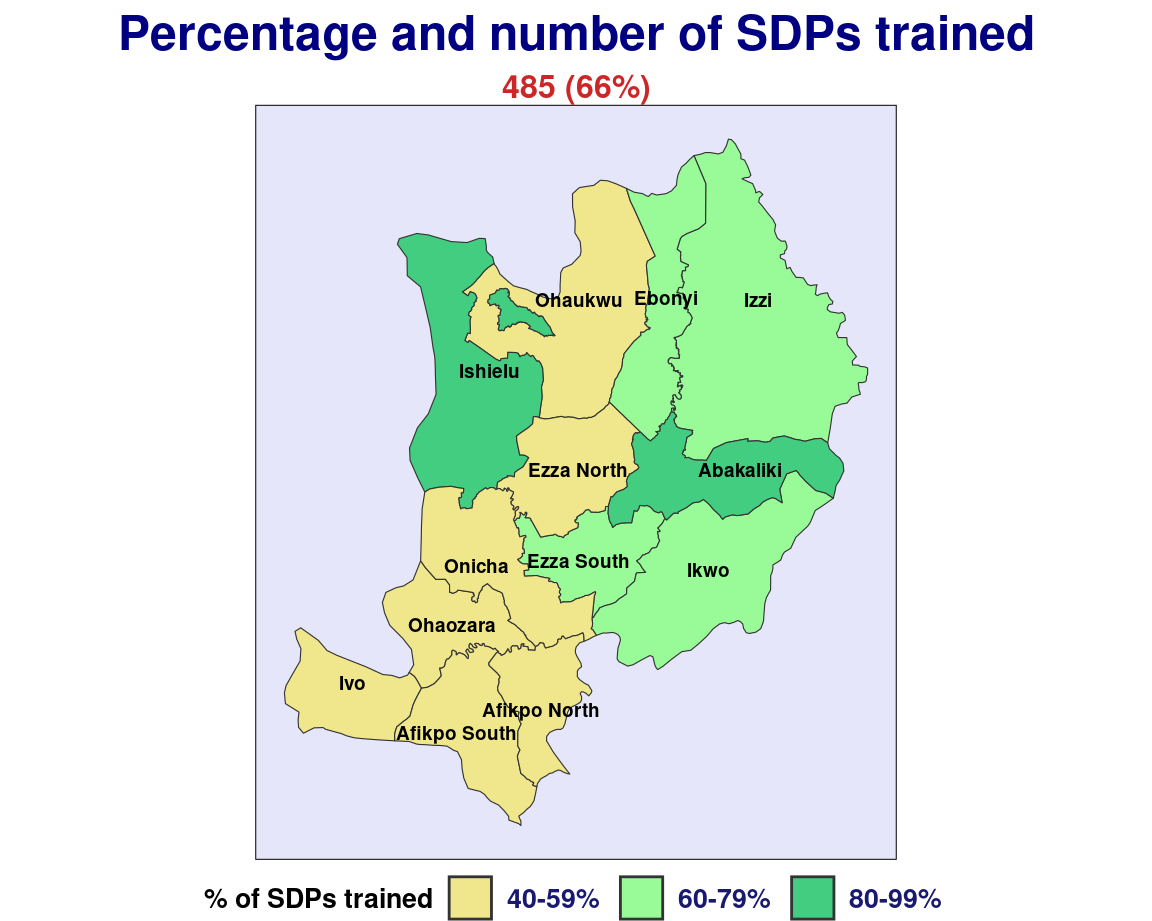 Percentage and number of SDPs trained
485 (66%)
Ohaukwu
Ebonyi
Izzi
Ishielu
Ezza North
Abakaliki
Onicha
Ezza South
Ikwo
Ohaozara
Ivo
Afikpo North
Afikpo South
% of SDPs trained 40-59% 60-79% 80-99%